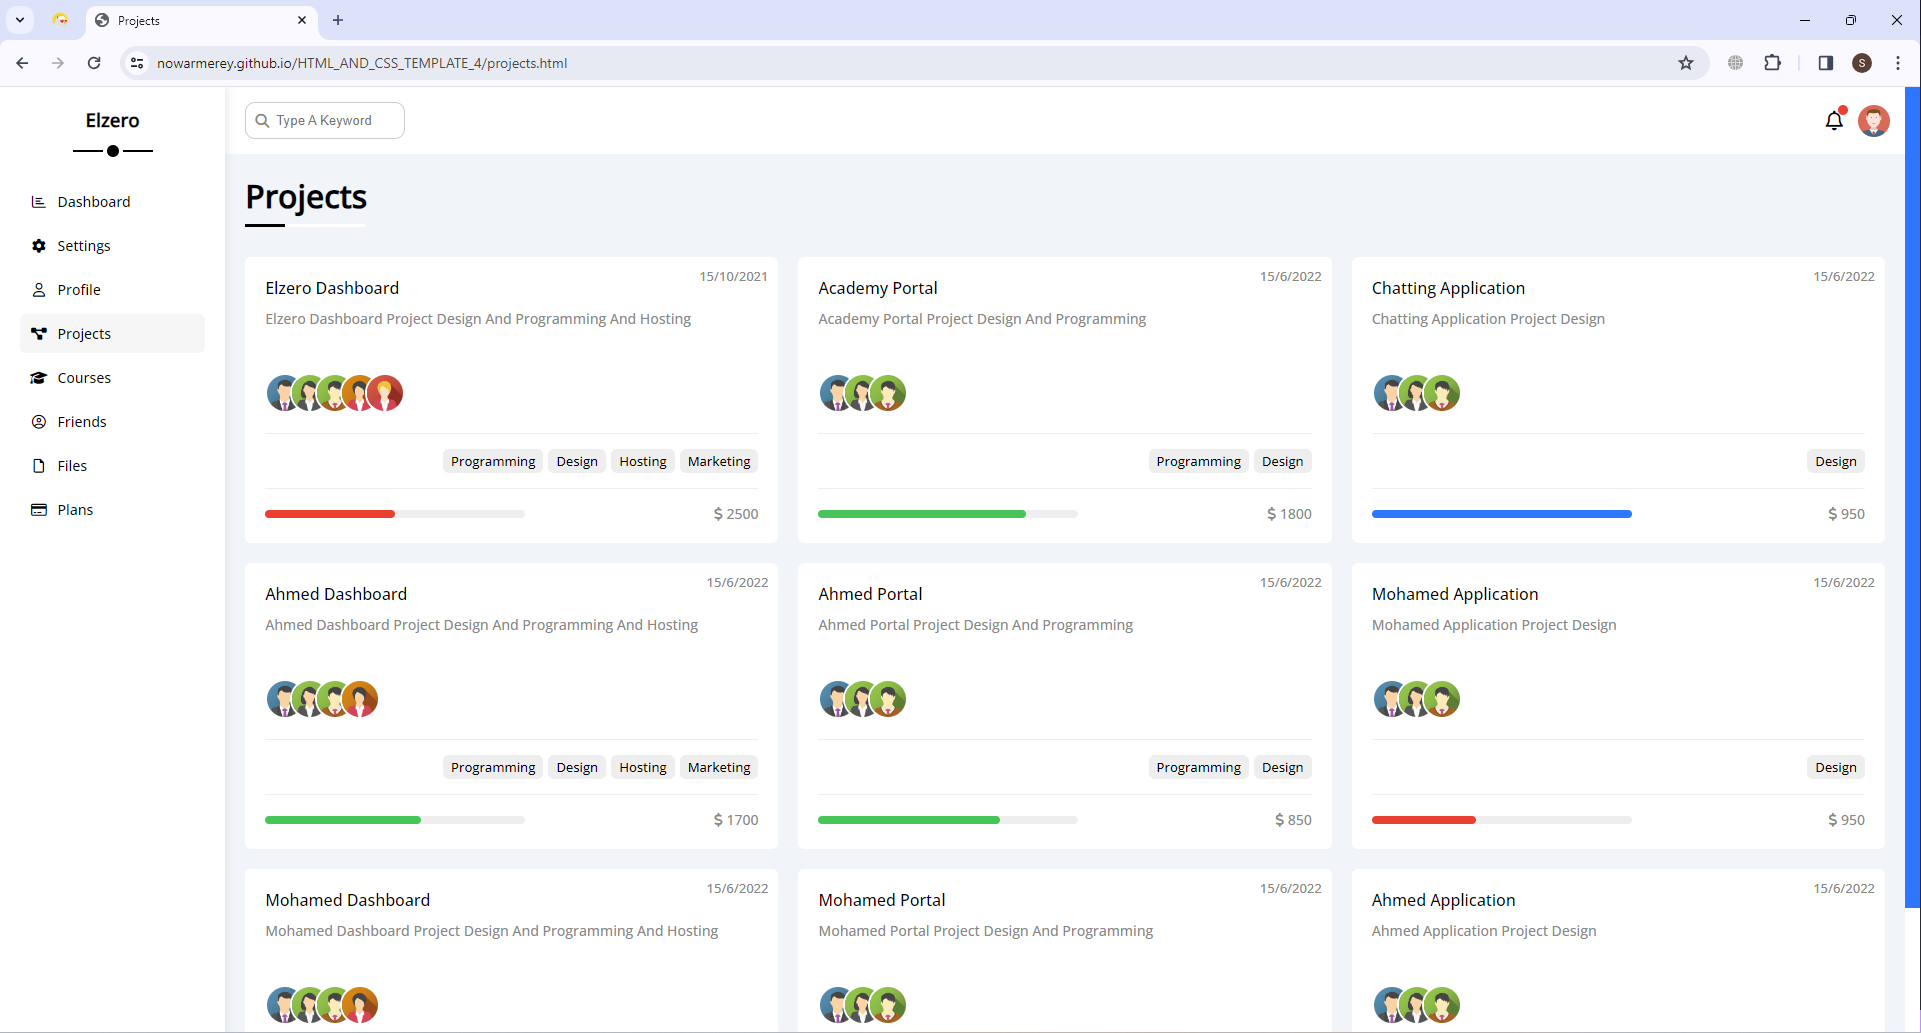 Projects
nowarmerey.github.io/HTML_AND_CSS_TEMPLATE_4/projects.html
S
Elzero
Dashboard
Settings
Profile
Projects
Courses
Friends
Files
Plans
Type A Keyword
Projects
15/10/2021
Elzero Dashboard
Elzero Dashboard Project Design And Programming And Hosting
Programming Design Hosting Marketing
$ 2500
15/6/2022
Academy Portal
Academy Portal Project Design And Programming
Programming Design
$ 1800
15/6/2022
Chatting Application
Chatting Application Project Design
Design
$ 950
15/6/2022
Ahmed Dashboard
Ahmed Dashboard Project Design And Programming And Hosting
Programming Design Hosting Marketing
$ 1700
15/6/2022
Ahmed Portal
Ahmed Portal Project Design And Programming
Programming Design
$ 850
15/6/2022
Mohamed Application
Mohamed Application Project Design
Design
$ 950
15/6/2022
Mohamed Dashboard
Mohamed Dashboard Project Design And Programming And Hosting
15/6/2022
Mohamed Portal
Mohamed Portal Project Design And Programming
15/6/2022
Ahmed Application
Ahmed Application Project Design